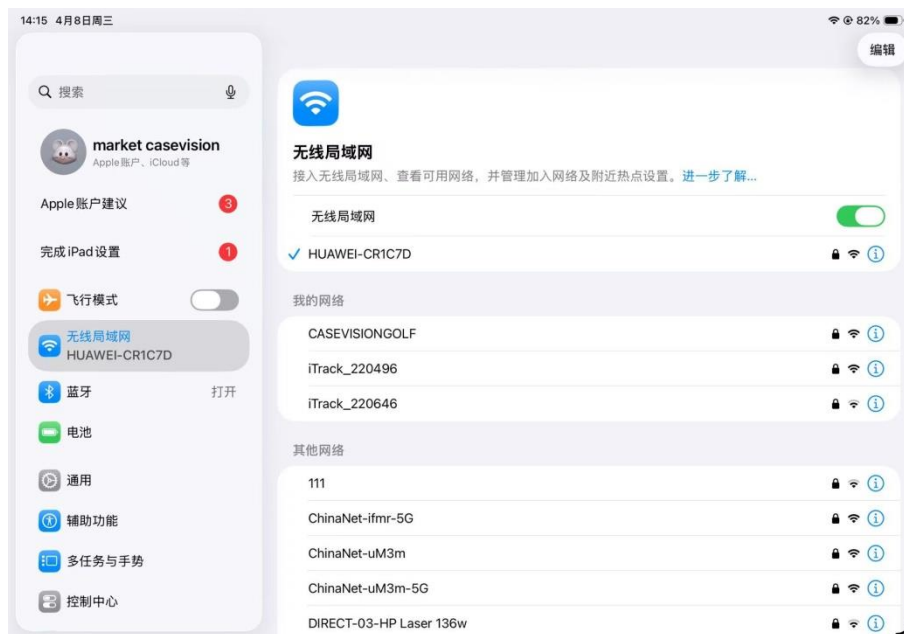 14:15 4月8日周三
82%
编辑
搜索
market casevision
Apple账户、iCloud等
Apple账户建议
3
完成iPad设置
1
飞行模式
无线局域网
HUAWEI-CR1C7D
蓝牙
打开
电池
通用
辅助功能
多任务与手势
控制中心
无线局域网
接入无线局域网、查看可用网络，并管理加入网络及附近热点设置。进一步了解...
无线局域网
HUAWEI-CR1C7D
我的网络
CASEVISIONGOLF
iTrack_220496
iTrack_220646
其他网络
111
ChinaNet-ifmr-5G
ChinaNet-uM3m
ChinaNet-uM3m-5G
DIRECT-03-HP Laser 136w